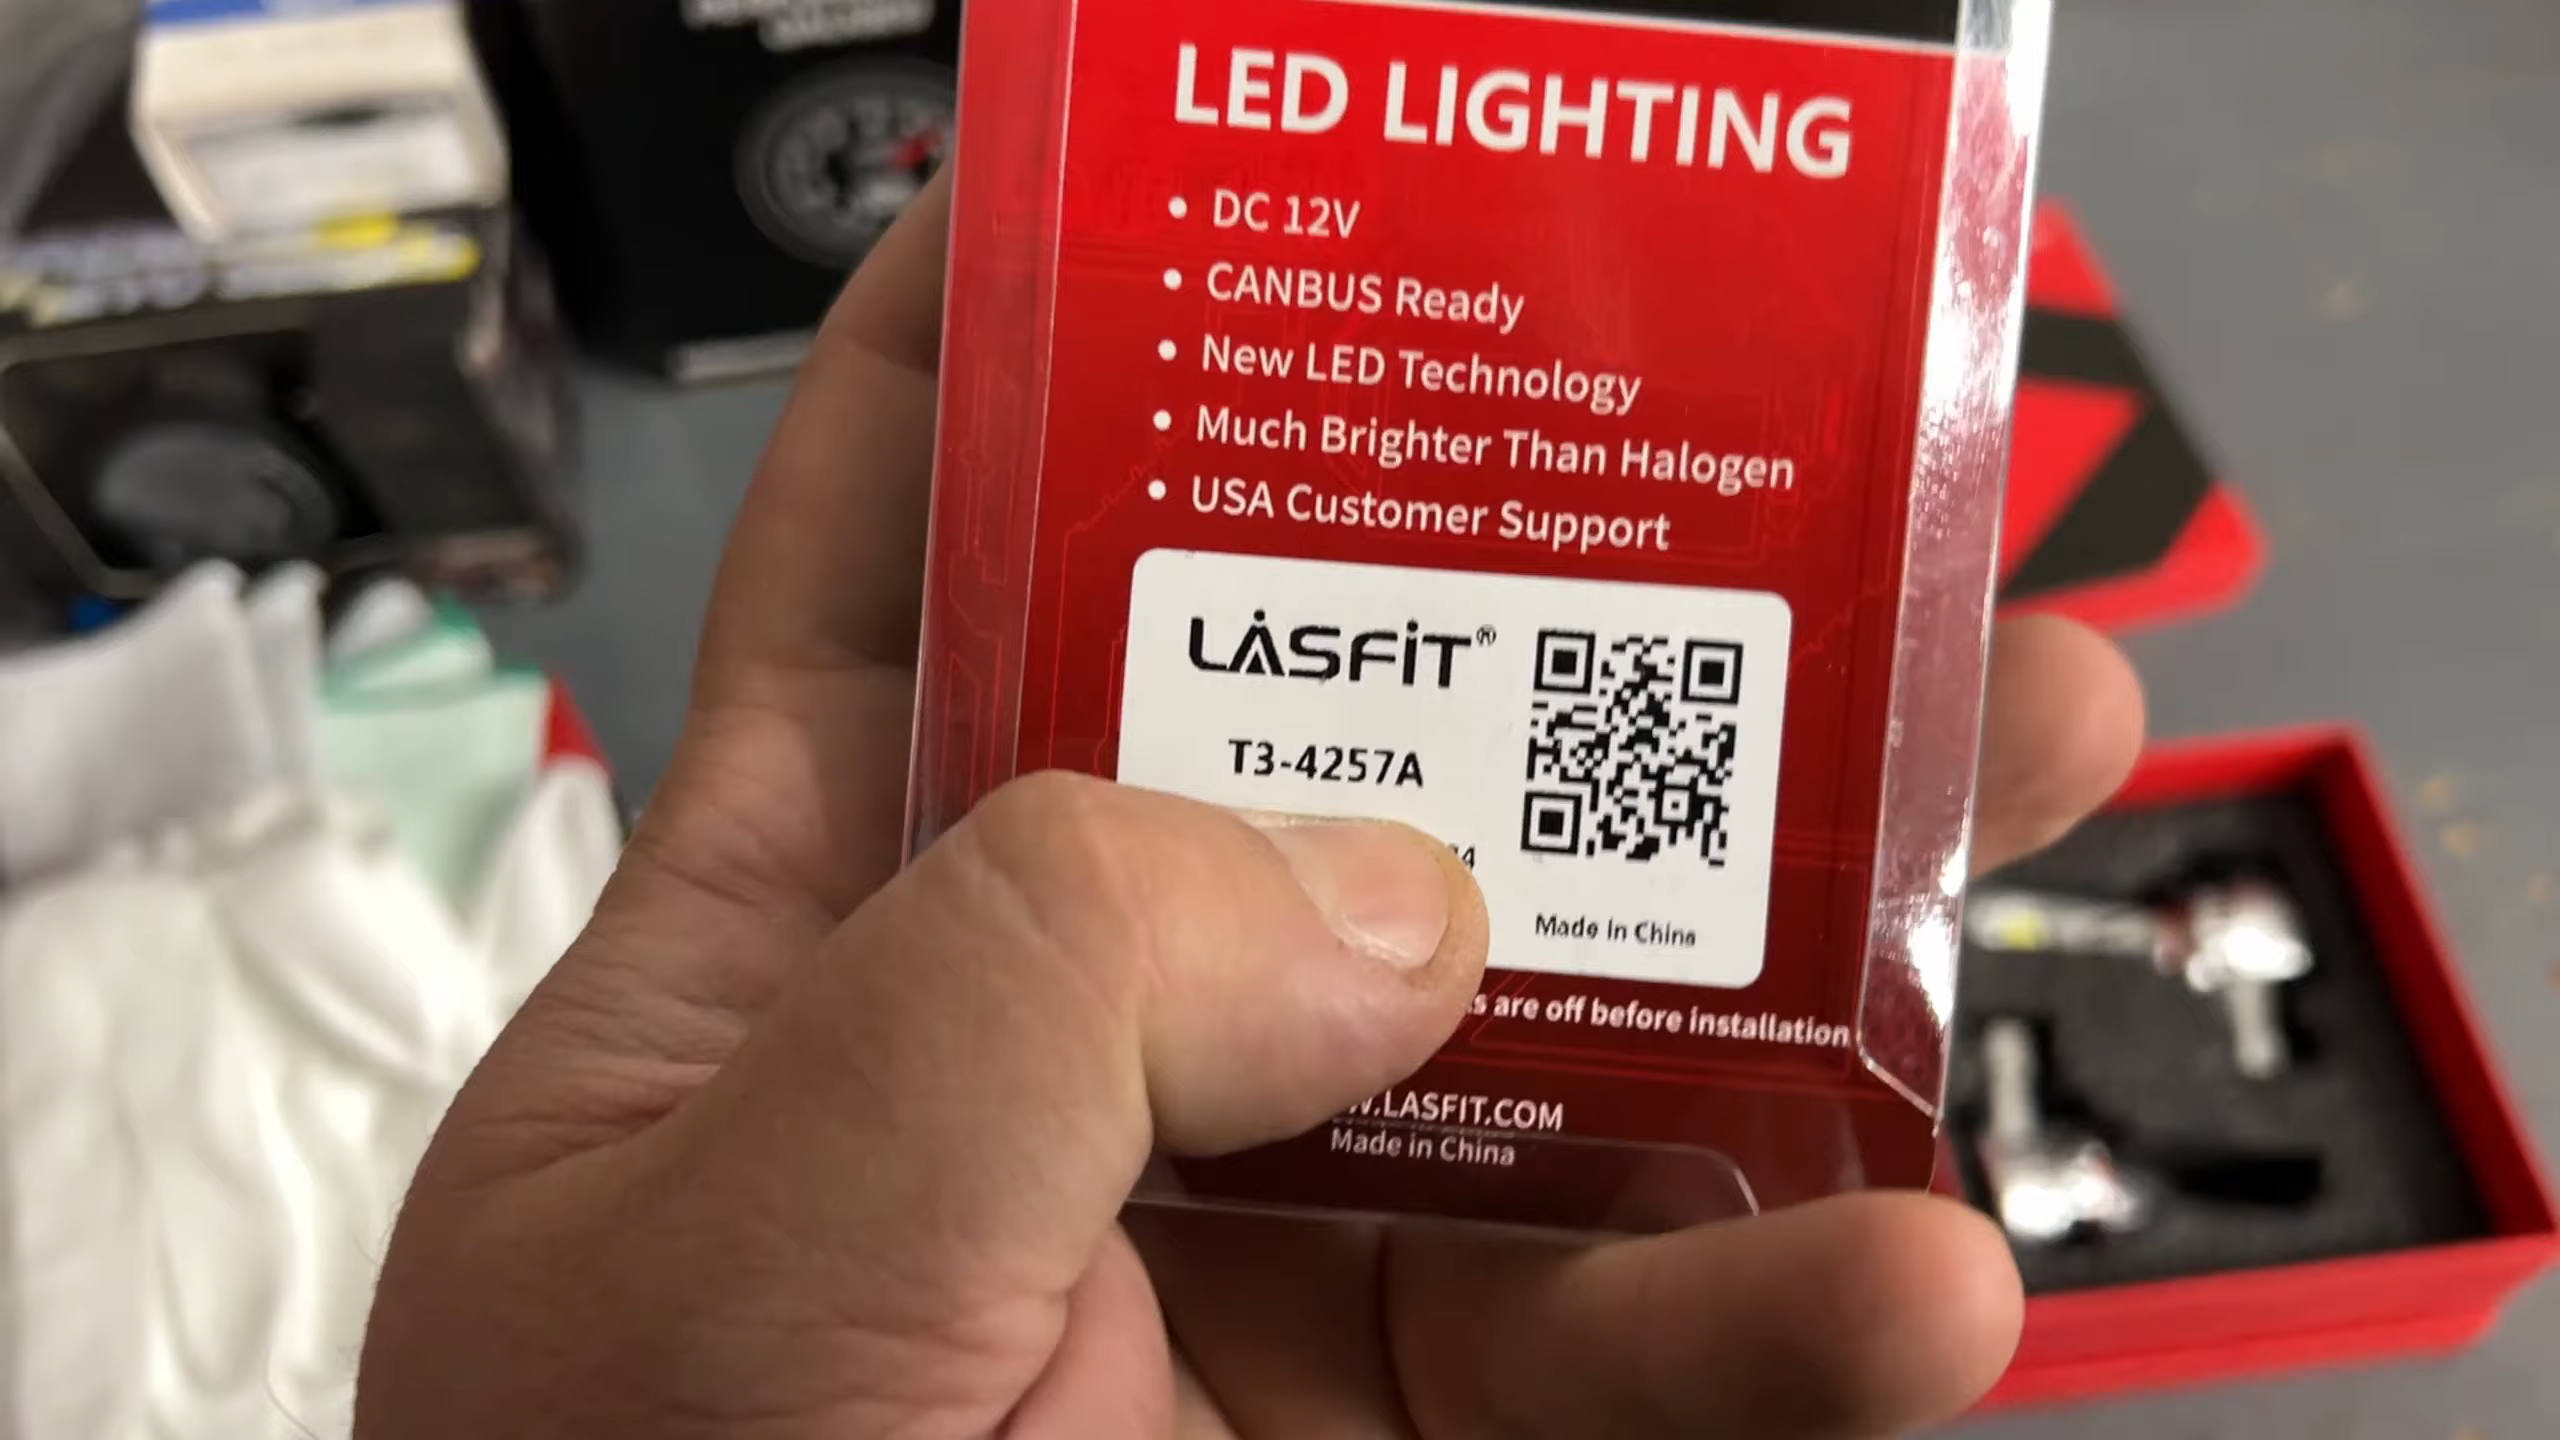 LED LIGHTING
• DC 12V
• CANBUS Ready
• New LED Technology
• Much Brighter Than Halogen
• USA Customer Support
LASFIT®
T3-4257A
Made in China
are off before installation
LASFIT.COM
Made in China